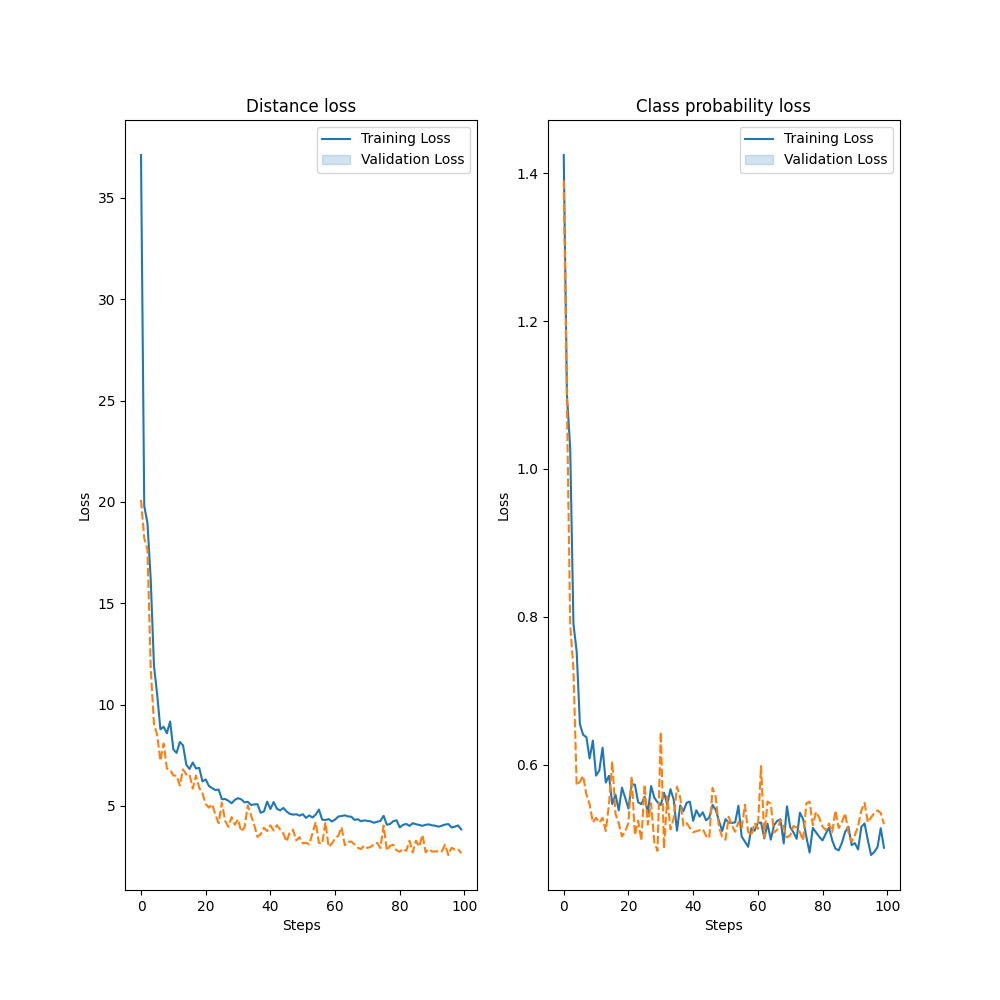 Distance loss
Training Loss
Validation Loss
35
30
25
20
15
10
5
Loss
0 20 40 60 80 100
Steps
Class probability loss
Training Loss
Validation Loss
1.4
1.2
1.0
0.8
0.6
Loss
0 20 40 60 80 100
Steps